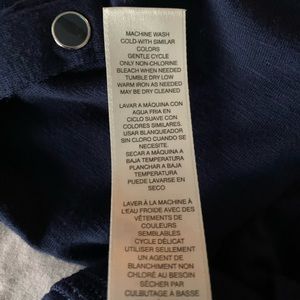 MACHINE WASH
COLD-WITH SIMILAR
COLORS
GENTLE CYCLE
ONLY NON-CHLORINE
BLEACH WHEN NEEDED
TUMBLE DRY LOW
WARM IRON AS NEEDED
MAY BE DRY CLEANED
LAVAR A MÁQUINA CON
AGUA FRIA EN
CICLO SUAVE CON
COLORES SIMILARES.
USAR BLANQUEADOR
SIN CLORO CUANDO SE
NECESITE.
SECAR A MÁQUINA A
BAJA TEMPERATURA
PLANCHAR A BAJA
TEMPERATURA
PUEDE LAVARSE EN
SECO
LAVER À LA MACHINE À
L'EAU FROIDE AVEC DES
VÊTEMENTS DE
COULEURS
SEMBLABLES
CYCLE DÉLICAT
UTILISER SEULEMENT
UN AGENT DE
BLANCHIMENT NON
CHLORÉ AU BESOIN
SÉCHER PAR
CULBUTAGE À BASSE